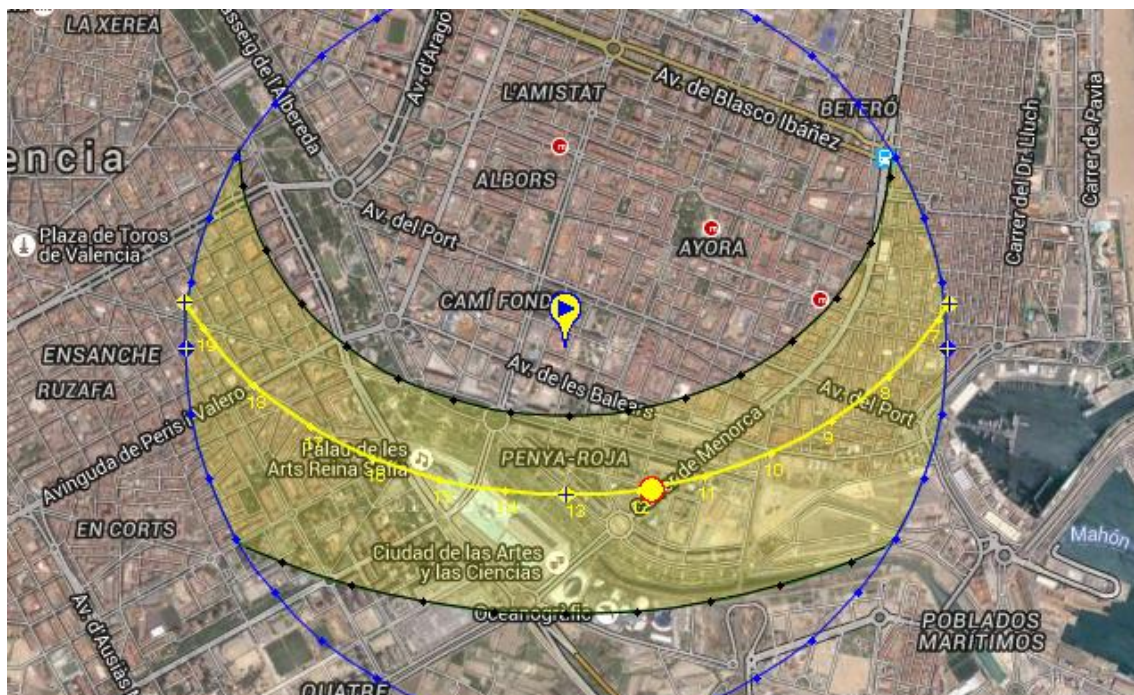 LA XEREA
Passeig de l'Albereda
Av. d'Aragó
L'AMISTAT
Av. de Blasco Ibáñez
BETERÓ
Carrer del Dr. Lluch
Carrer de Pavia
encia
ALBORS
Plaza de Toros
de Valencia
Av. del Port
AYORA
CAMÍ FOND
ENSANCHE
RUZAFA
19
7
Av. de les Balears
8
Av. del Port
18
9
Avinguda de Peris i Valero
17
Palau de les
Arts Reina Sofía
16
PENYA-ROJA
de Menorca
10
15
14
13
12
11
EN CORTS
Ciudad de las Artes
y las Ciencias
Mahón
Oceanogràfic
Av. d'Ausiàs
POBLADOS
MARÍTIMOS
QUATRE